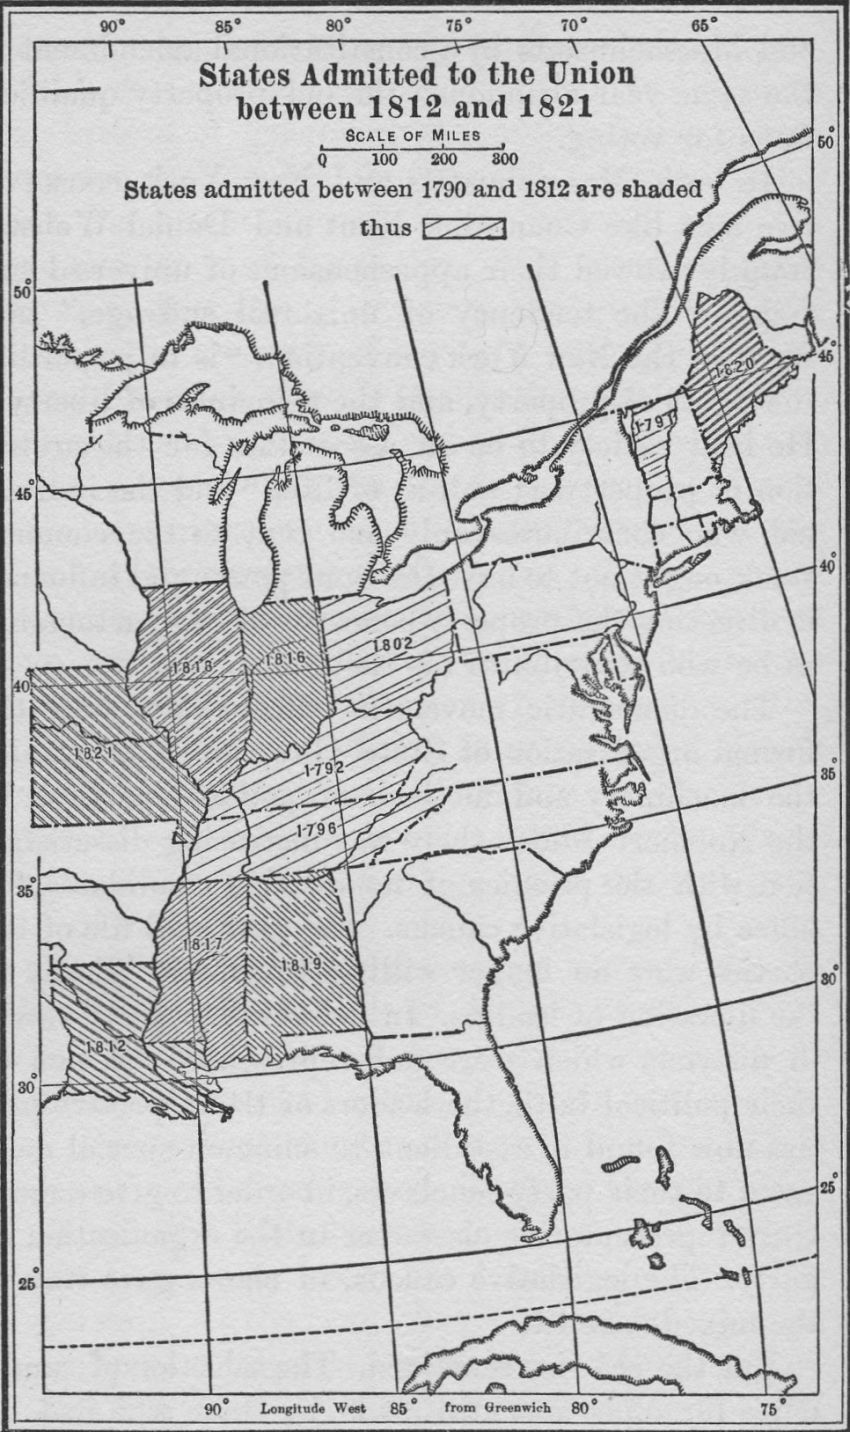 90° 85° 80° 75° 70° 65°
States Admitted to the Union
between 1812 and 1821
SCALE OF MILES
0 100 200 300
States admitted between 1790 and 1812 are shaded
thus
50°
50°
45°
1820
1791
45°
40°
1802
1816
1818
40°
1821
1792
35°
1796
35°
1817
1819
30°
1812
30°
25°
25°
90° Longitude West 85° from Greenwich 80° 75°